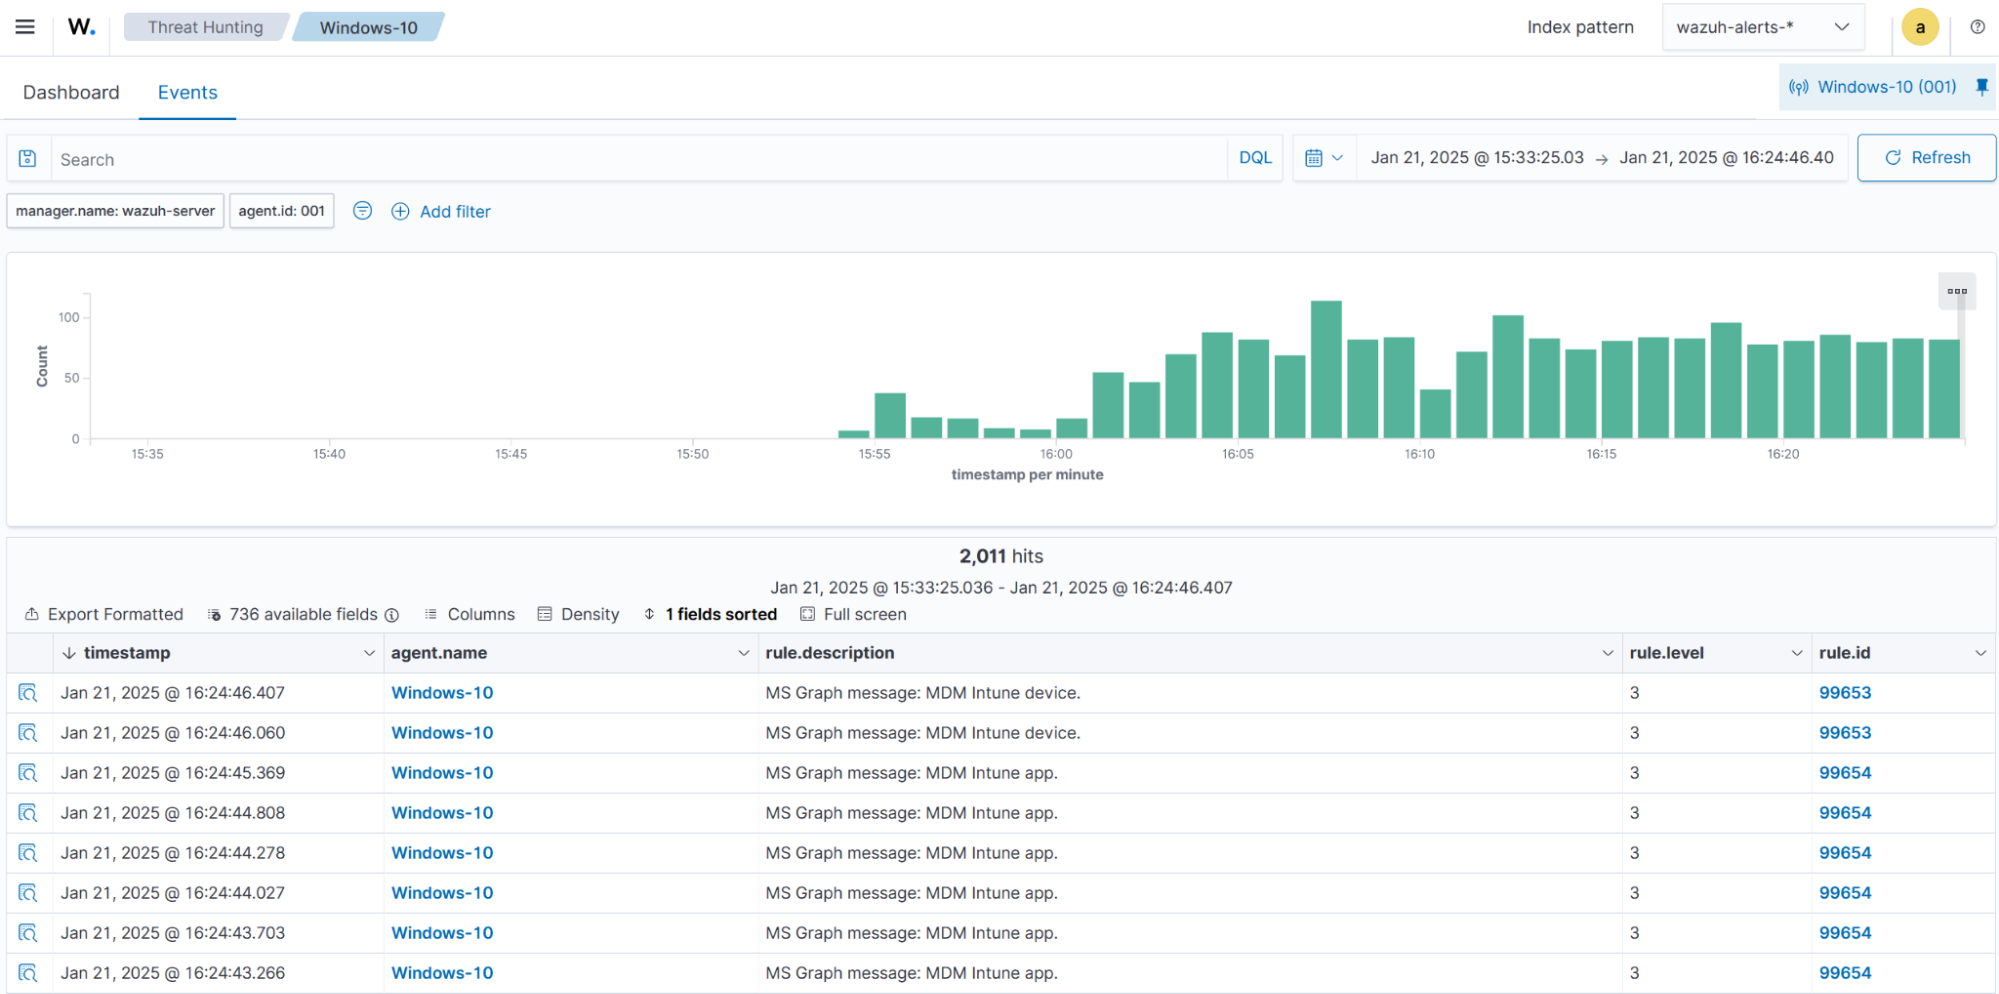 W. Threat Hunting Windows-10 Index pattern wazuh-alerts-* a
Dashboard Events Windows-10 (001)
Search DQL Jan 21, 2025 @ 15:33:25.03 → Jan 21, 2025 @ 16:24:46.40 Refresh
manager.name: wazuh-server agent.id: 001 Add filter
100
50
0
Count
15:35 15:40 15:45 15:50 15:55 16:00 16:05 16:10 16:15 16:20
timestamp per minute
2,011 hits
Jan 21, 2025 @ 15:33:25.036 - Jan 21, 2025 @ 16:24:46.407
Export Formatted 736 available fields Columns Density 1 fields sorted Full screen
timestamp agent.name rule.description rule.level rule.id
Jan 21, 2025 @ 16:24:46.407 Windows-10 MS Graph message: MDM Intune device. 3 99653
Jan 21, 2025 @ 16:24:46.060 Windows-10 MS Graph message: MDM Intune device. 3 99653
Jan 21, 2025 @ 16:24:45.369 Windows-10 MS Graph message: MDM Intune app. 3 99654
Jan 21, 2025 @ 16:24:44.808 Windows-10 MS Graph message: MDM Intune app. 3 99654
Jan 21, 2025 @ 16:24:44.278 Windows-10 MS Graph message: MDM Intune app. 3 99654
Jan 21, 2025 @ 16:24:44.027 Windows-10 MS Graph message: MDM Intune app. 3 99654
Jan 21, 2025 @ 16:24:43.703 Windows-10 MS Graph message: MDM Intune app. 3 99654
Jan 21, 2025 @ 16:24:43.266 Windows-10 MS Graph message: MDM Intune app. 3 99654